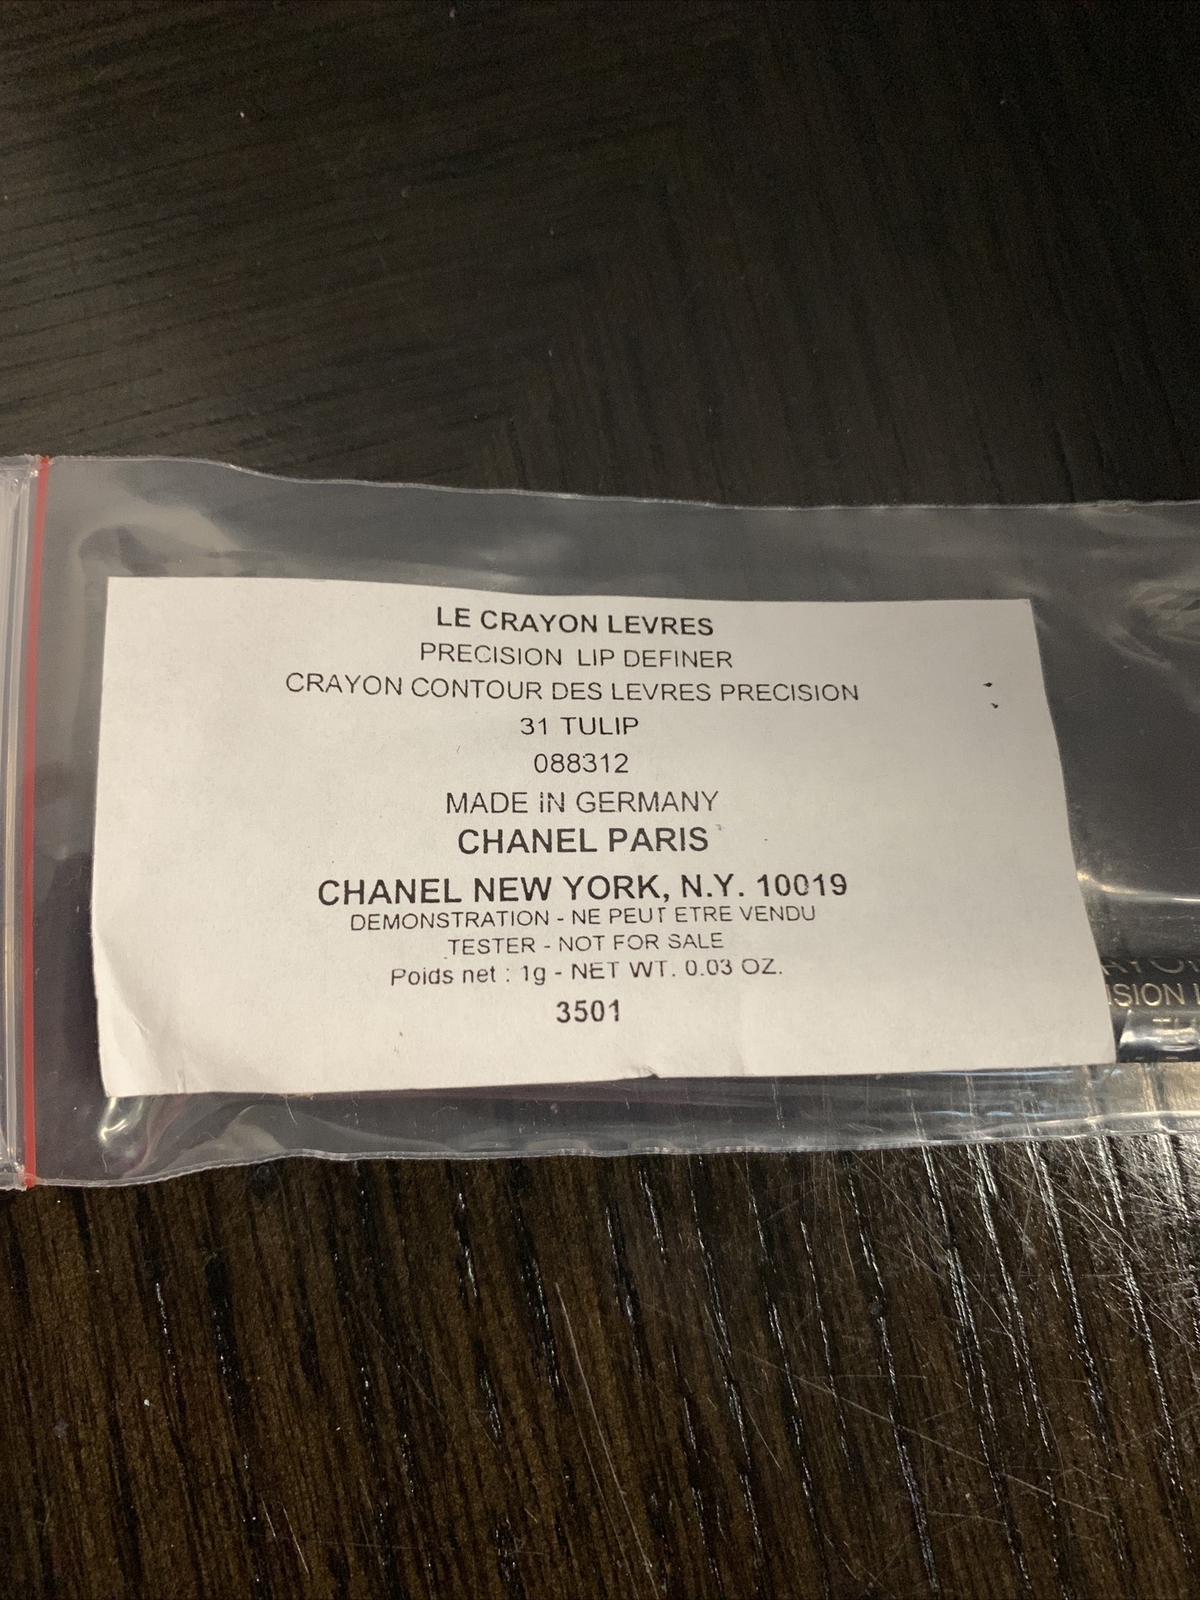 LE CRAYON LEVRES
PRECISION LIP DEFINER
CRAYON CONTOUR DES LEVRES PRECISION
31 TULIP
088312
MADE iN GERMANY
CHANEL PARIS
CHANEL NEW YORK, N.Y. 10019
DEMONSTRATION - NE PEUT ETRE VENDU
TESTER - NOT FOR SALE
Poids net : 1g - NET WT. 0.03 OZ.
3501